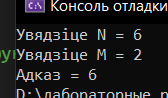 Консоль отладки
Увядзіце N = 6
Увядзіце M = 2
Адказ = 6
D:\лабораторные